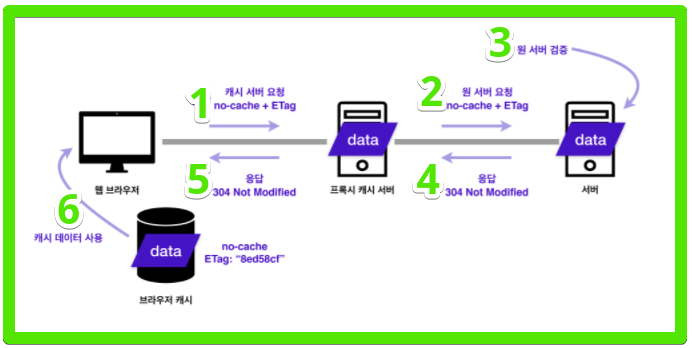 3
원 서버 검증
1
캐시 서버 요청
no-cache + ETag
2
원 서버 요청
no-cache + ETag
data
data
웹 브라우저
5
응답
304 Not Modified
프록시 캐시 서버
4
응답
304 Not Modified
서버
6
캐시 데이터 사용
data
no-cache
ETag: “8ed58cf”
브라우저 캐시